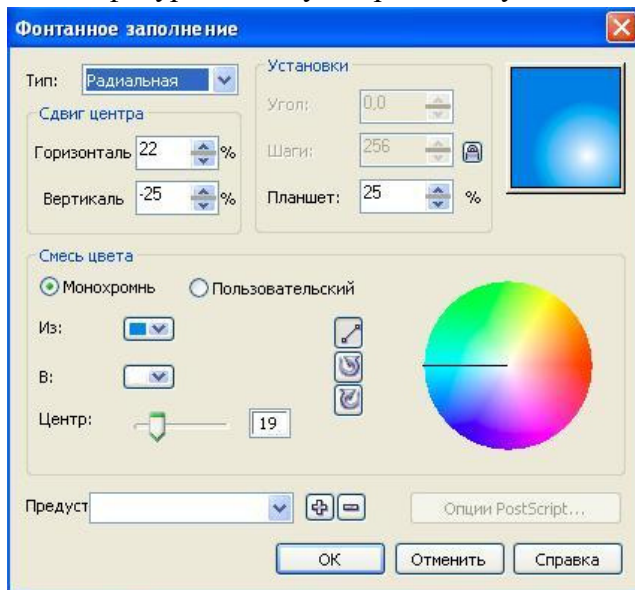 Фонтанное заполнение
Тип: Радиальная
Сдвиг центра
Горизонталь 22 %
Вертикаль -25 %
Установки
Угол: 0,0
Шаги: 256
Планшет: 25 %
Смесь цвета
Монохромнь Пользовательский
Из:
В:
Центр: 19
Предуст
Опции PostScript...
ОК Отменить Справка